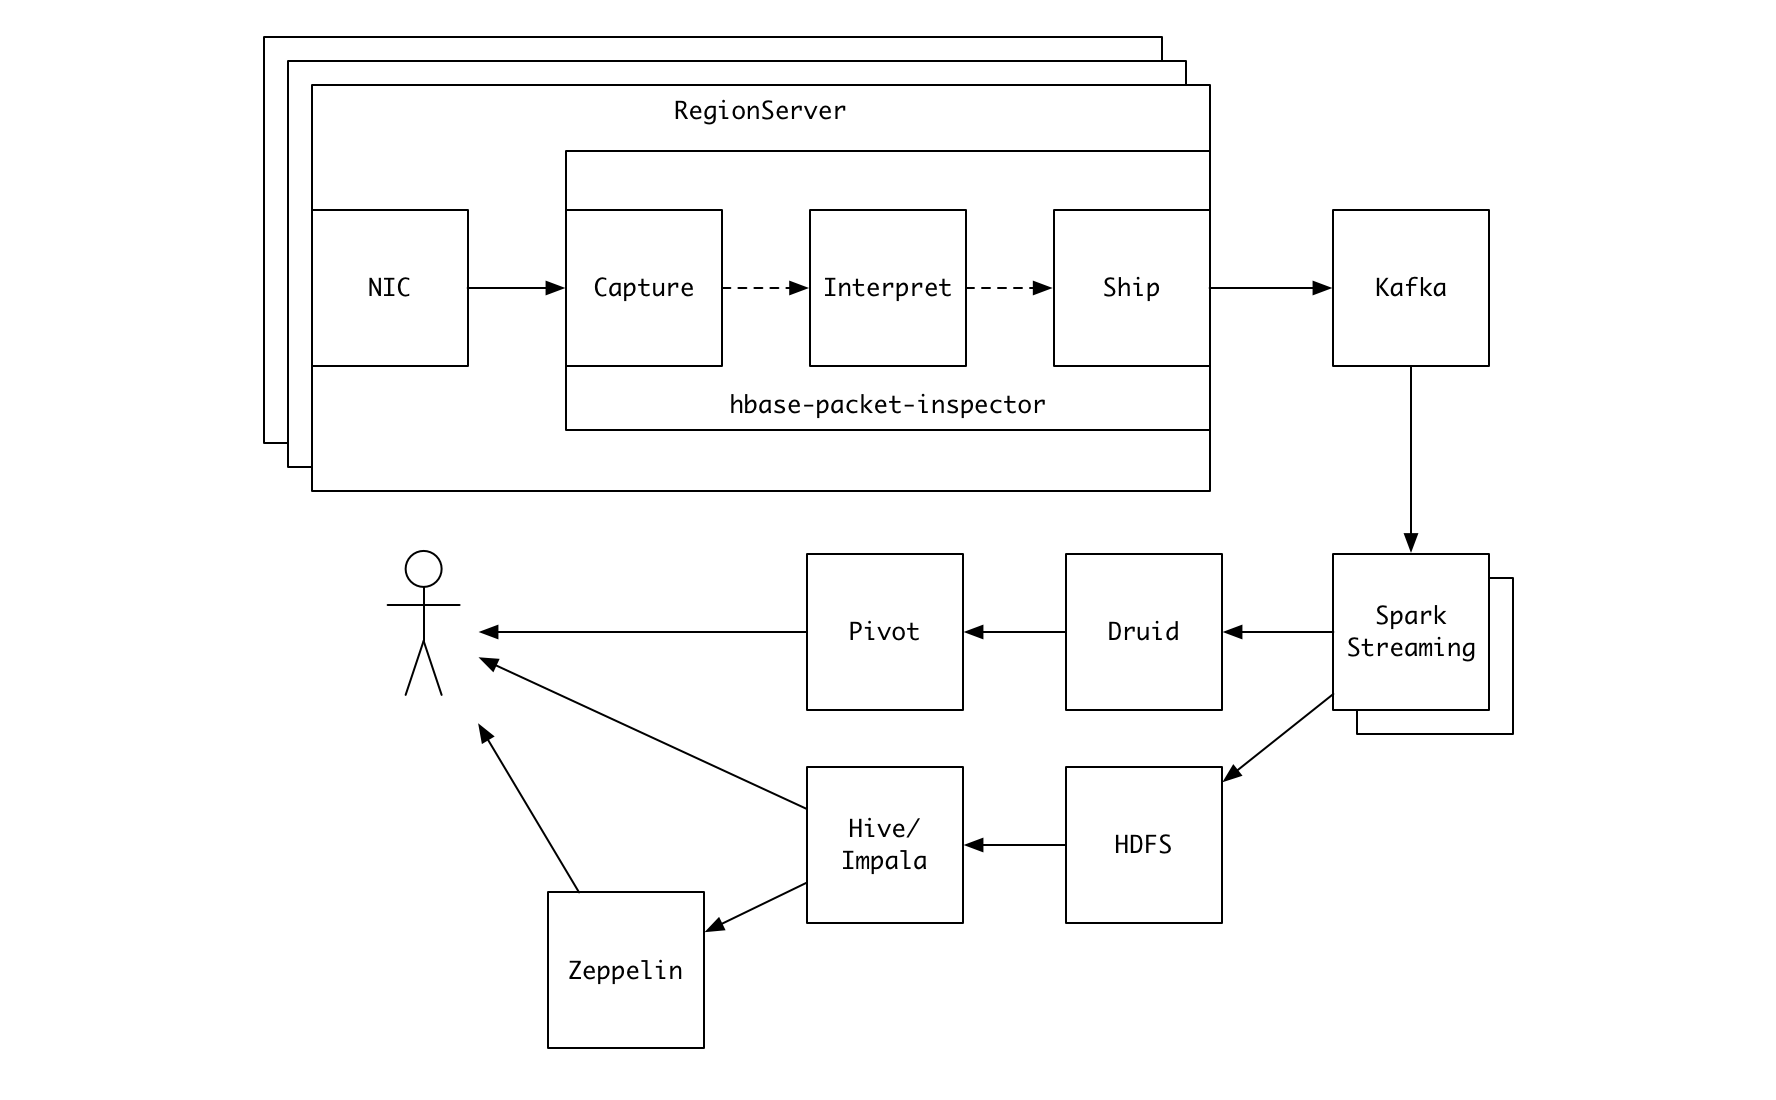 RegionServer
NIC
Capture
Interpret
Ship
Kafka
hbase-packet-inspector
Pivot
Druid
Spark
Streaming
Hive/
Impala
HDFS
Zeppelin